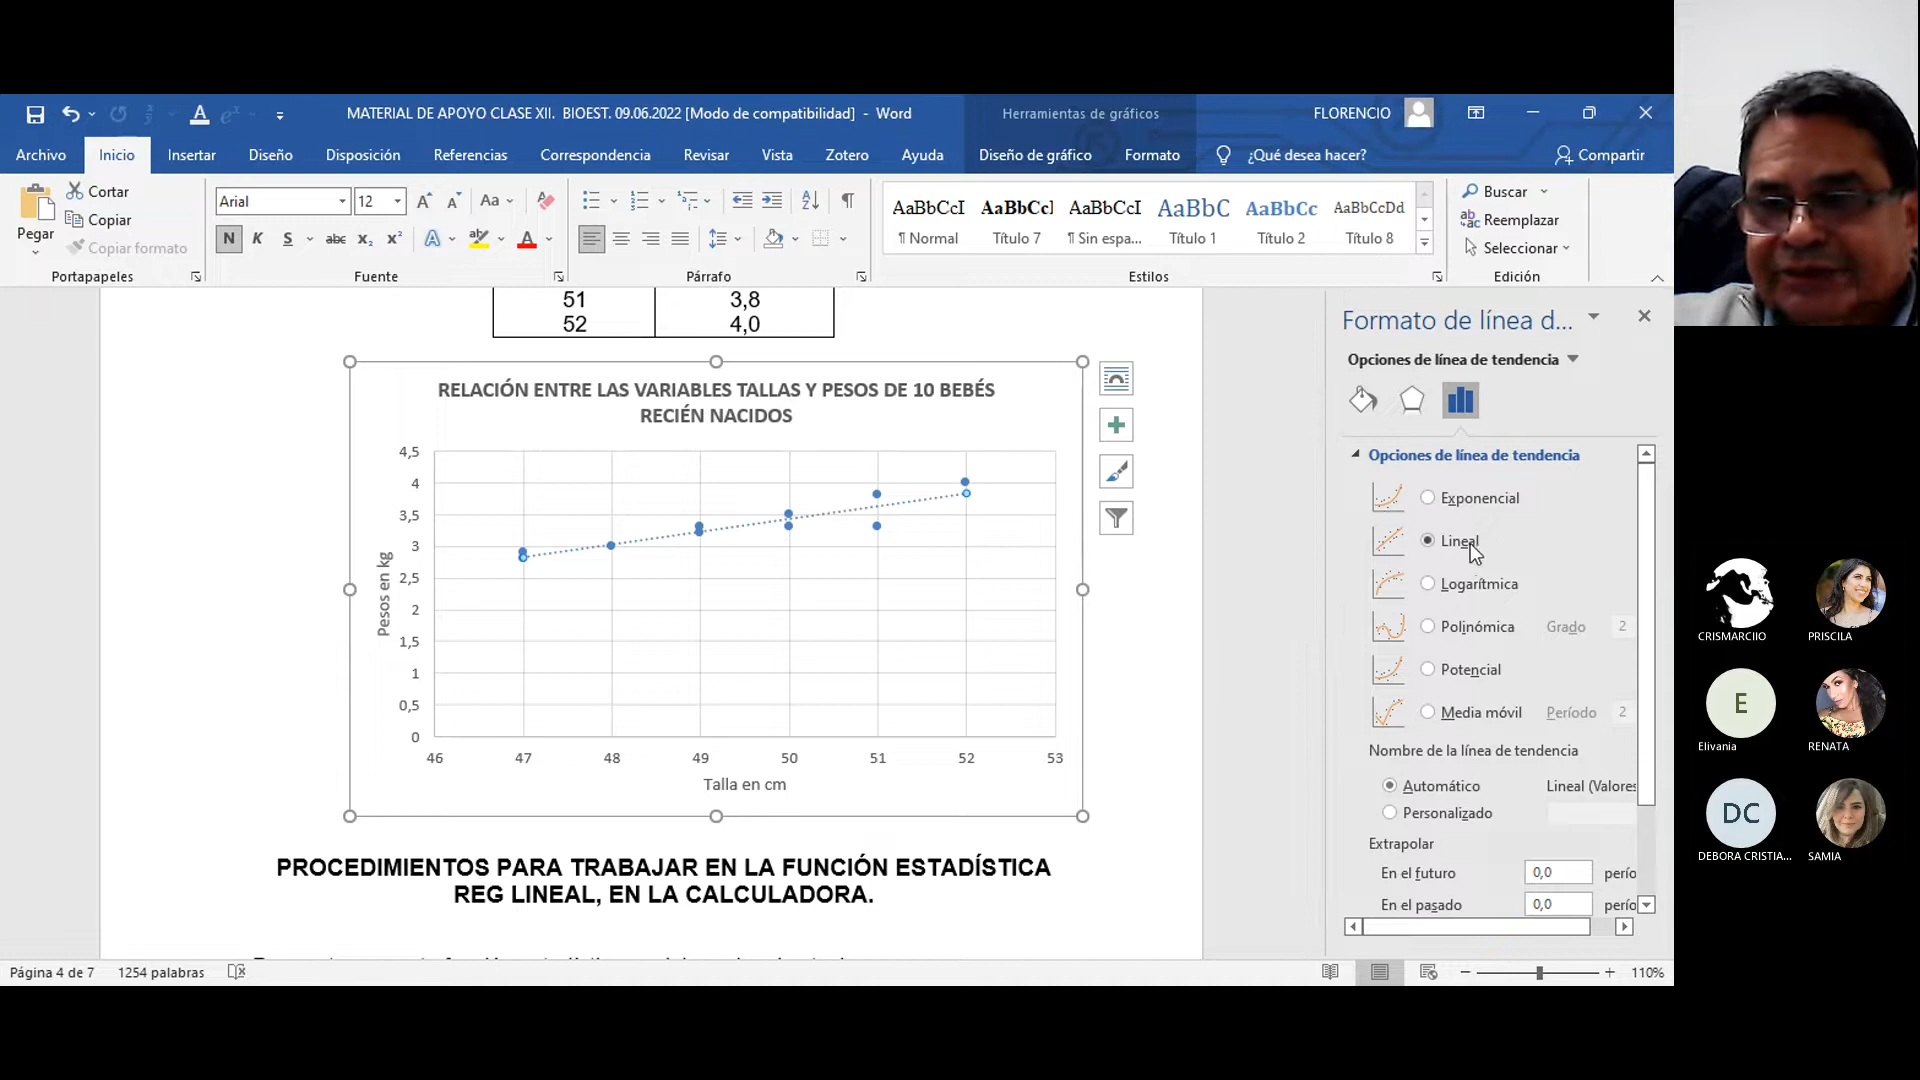 MATERIAL DE APOYO CLASE XII. BIOEST. 09.06.2022 [Modo de compatibilidad] - Word
Herramientas de gráficos
FLORENCIO
Archivo Inicio Insertar Diseño Disposición Referencias Correspondencia Revisar Vista Zotero Ayuda Diseño de gráfico Formato ¿Qué desea hacer? Compartir
Pegar
Cortar
Copiar
Copiar formato
Portapapeles
Arial 12
N K S abc x₂ x²
Fuente
Párrafo
AaBbCcI AaBbCcI AaBbCcI AaBbC AaBbCc AaBbCcDd
¶ Normal Título 7 ¶ Sin espa... Título 1 Título 2 Título 8
Estilos
Buscar
Reemplazar
Seleccionar
Edición
51 3,8
52 4,0
RELACIÓN ENTRE LAS VARIABLES TALLAS Y PESOS DE 10 BEBÉS
RECIÉN NACIDOS
4,5
4
3,5
3
2,5
2
1,5
1
0,5
0
Pesos en kg
46 47 48 49 50 51 52 53
Talla en cm
PROCEDIMIENTOS PARA TRABAJAR EN LA FUNCIÓN ESTADÍSTICA
REG LINEAL, EN LA CALCULADORA.
Formato de línea d...
Opciones de línea de tendencia
Opciones de línea de tendencia
Exponencial
Lineal
Logarítmica
Polinómica Grado 2
Potencial
Media móvil Período 2
Nombre de la línea de tendencia
Automático Lineal (Valores
Personalizado
Extrapolar
En el futuro 0,0 perío
En el pasado 0,0 perío
Página 4 de 7 1254 palabras
110%
CRISMARCIIO PRISCILA
E
Elivania RENATA
DC
DEBORA CRISTIA... SAMIA